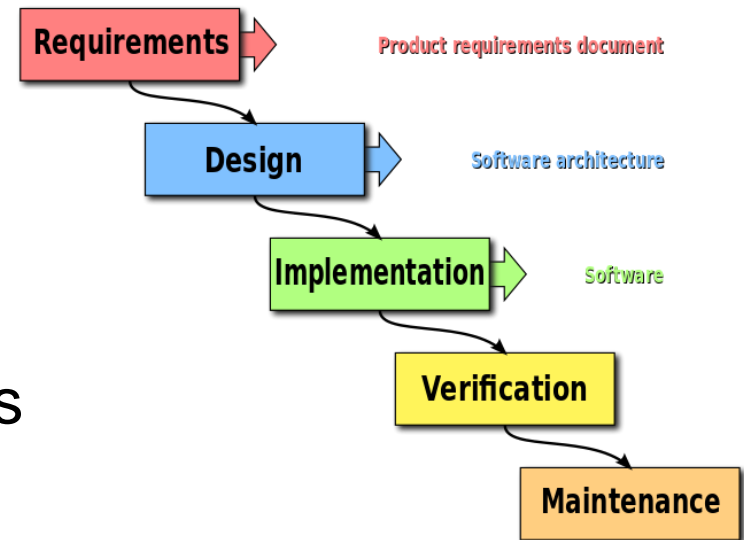 Requirements
Product requirements document
Design
Software architecture
Implementation
Software
Verification
s
Maintenance